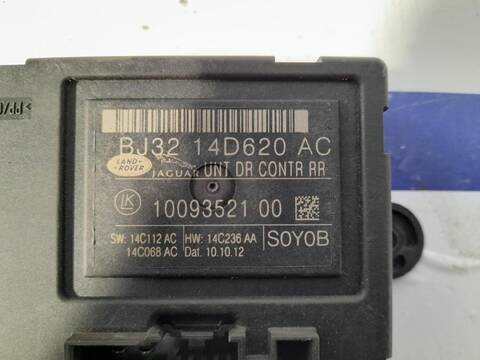 BJ32 14D620 AC
LAND-ROVER JAGUAR UNT DR CONTR RR
LK 10093521 00
SW: 14C112 AC HW: 14C236 AA S0Y0B
14C068 AC Dat. 10.10.12